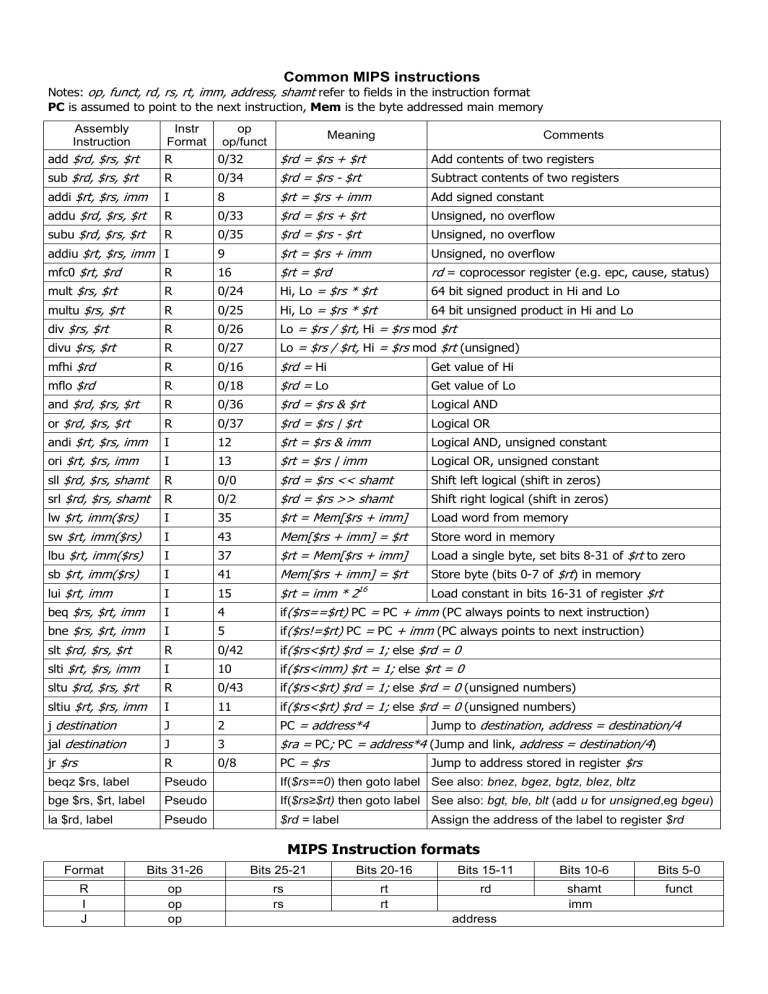 Common MIPS instructions
Notes: op, funct, rd, rs, rt, imm, address, shamt refer to fields in the instruction format
PC is assumed to point to the next instruction, Mem is the byte addressed main memory
Assembly Instruction Instr Format op op/funct Meaning Comments
add $rd, $rs, $rt R 0/32 $rd = $rs + $rt Add contents of two registers
sub $rd, $rs, $rt R 0/34 $rd = $rs - $rt Subtract contents of two registers
addi $rt, $rs, imm I 8 $rt = $rs + imm Add signed constant
addu $rd, $rs, $rt R 0/33 $rd = $rs + $rt Unsigned, no overflow
subu $rd, $rs, $rt R 0/35 $rd = $rs - $rt Unsigned, no overflow
addiu $rt, $rs, imm I 9 $rt = $rs + imm Unsigned, no overflow
mfc0 $rt, $rd R 16 $rt = $rd rd = coprocessor register (e.g. epc, cause, status)
mult $rs, $rt R 0/24 Hi, Lo = $rs * $rt 64 bit signed product in Hi and Lo
multu $rs, $rt R 0/25 Hi, Lo = $rs * $rt 64 bit unsigned product in Hi and Lo
div $rs, $rt R 0/26 Lo = $rs / $rt, Hi = $rs mod $rt
divu $rs, $rt R 0/27 Lo = $rs / $rt, Hi = $rs mod $rt (unsigned)
mfhi $rd R 0/16 $rd = Hi Get value of Hi
mflo $rd R 0/18 $rd = Lo Get value of Lo
and $rd, $rs, $rt R 0/36 $rd = $rs & $rt Logical AND
or $rd, $rs, $rt R 0/37 $rd = $rs | $rt Logical OR
andi $rt, $rs, imm I 12 $rt = $rs & imm Logical AND, unsigned constant
ori $rt, $rs, imm I 13 $rt = $rs | imm Logical OR, unsigned constant
sll $rd, $rs, shamt R 0/0 $rd = $rs << shamt Shift left logical (shift in zeros)
srl $rd, $rs, shamt R 0/2 $rd = $rs >> shamt Shift right logical (shift in zeros)
lw $rt, imm($rs) I 35 $rt = Mem[$rs + imm] Load word from memory
sw $rt, imm($rs) I 43 Mem[$rs + imm] = $rt Store word in memory
lbu $rt, imm($rs) I 37 $rt = Mem[$rs + imm] Load a single byte, set bits 8-31 of $rt to zero
sb $rt, imm($rs) I 41 Mem[$rs + imm] = $rt Store byte (bits 0-7 of $rt) in memory
lui $rt, imm I 15 $rt = imm * 2¹⁶ Load constant in bits 16-31 of register $rt
beq $rs, $rt, imm I 4 if($rs==$rt) PC = PC + imm (PC always points to next instruction)
bne $rs, $rt, imm I 5 if($rs!=$rt) PC = PC + imm (PC always points to next instruction)
slt $rd, $rs, $rt R 0/42 if($rs<$rt) $rd = 1; else $rd = 0
slti $rt, $rs, imm I 10 if($rs<imm) $rt = 1; else $rt = 0
sltu $rd, $rs, $rt R 0/43 if($rs<$rt) $rd = 1; else $rd = 0 (unsigned numbers)
sltiu $rt, $rs, imm I 11 if($rs<$rt) $rd = 1; else $rd = 0 (unsigned numbers)
j destination J 2 PC = address*4 Jump to destination, address = destination/4
jal destination J 3 $ra = PC; PC = address*4 (Jump and link, address = destination/4)
jr $rs R 0/8 PC = $rs Jump to address stored in register $rs
beqz $rs, label Pseudo If($rs==0) then goto label See also: bnez, bgez, bgtz, blez, bltz
bge $rs, $rt, label Pseudo If($rs≥$rt) then goto label See also: bgt, ble, blt (add u for unsigned,eg bgeu)
la $rd, label Pseudo $rd = label Assign the address of the label to register $rd
MIPS Instruction formats
Format Bits 31-26 Bits 25-21 Bits 20-16 Bits 15-11 Bits 10-6 Bits 5-0
R op rs rt rd shamt funct
I op rs rt imm
J op address